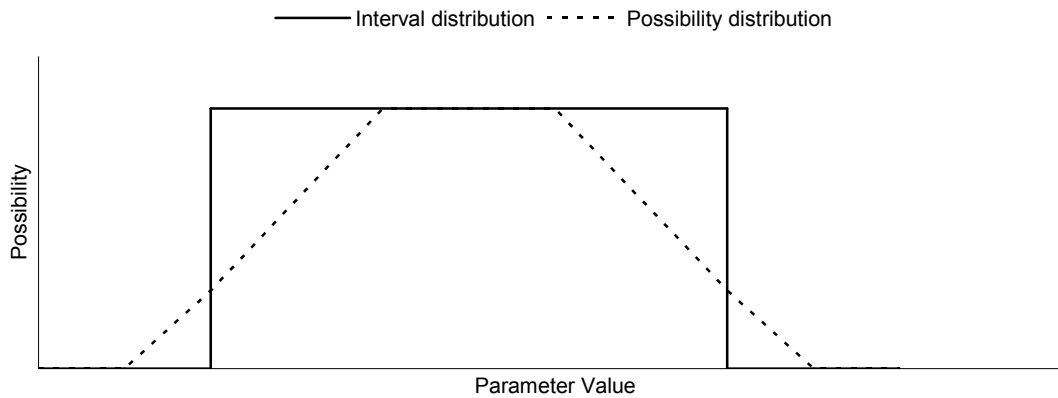 Interval distribution Possibility distribution
Possibility
Parameter Value